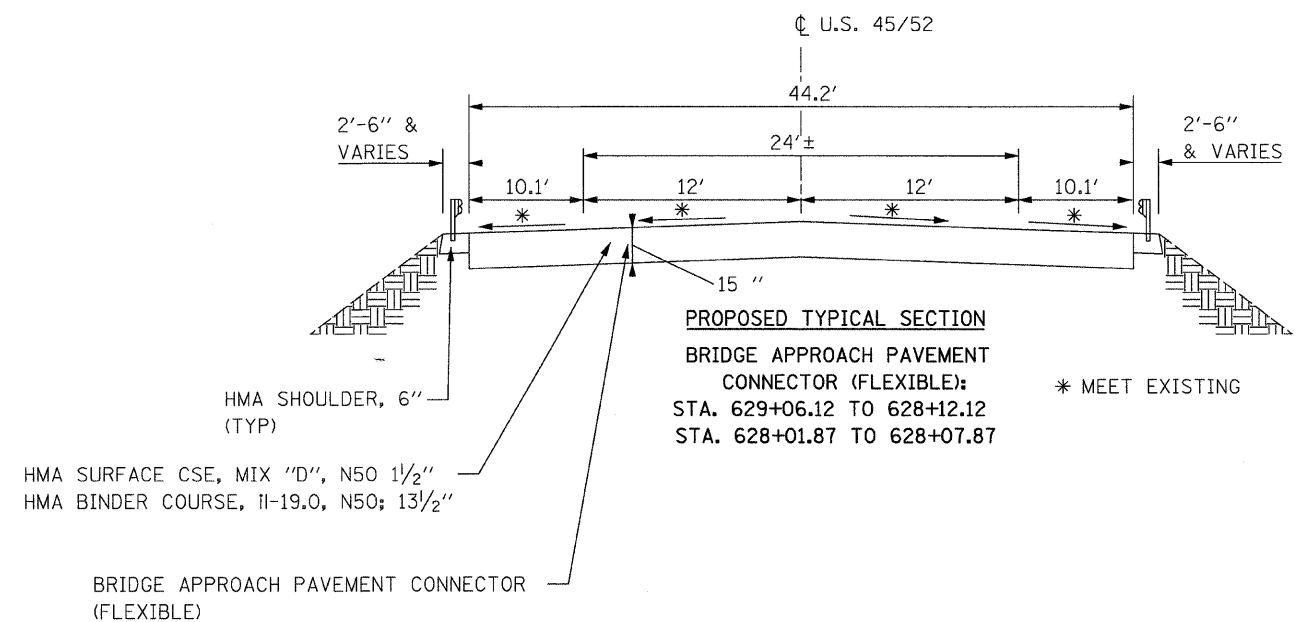 ℄ U.S. 45/52
44.2'
2'-6" &
VARIES
2'-6"
& VARIES
24'±
10.1'
12'
12'
10.1'
*
*
*
*
15 "
PROPOSED TYPICAL SECTION
BRIDGE APPROACH PAVEMENT
CONNECTOR (FLEXIBLE):
STA. 629+06.12 TO 628+12.12
STA. 628+01.87 TO 628+07.87
* MEET EXISTING
HMA SHOULDER, 6"
(TYP)
HMA SURFACE CSE, MIX "D", N50 1½"
HMA BINDER COURSE, Il-19.0, N50; 13½"
BRIDGE APPROACH PAVEMENT CONNECTOR
(FLEXIBLE)